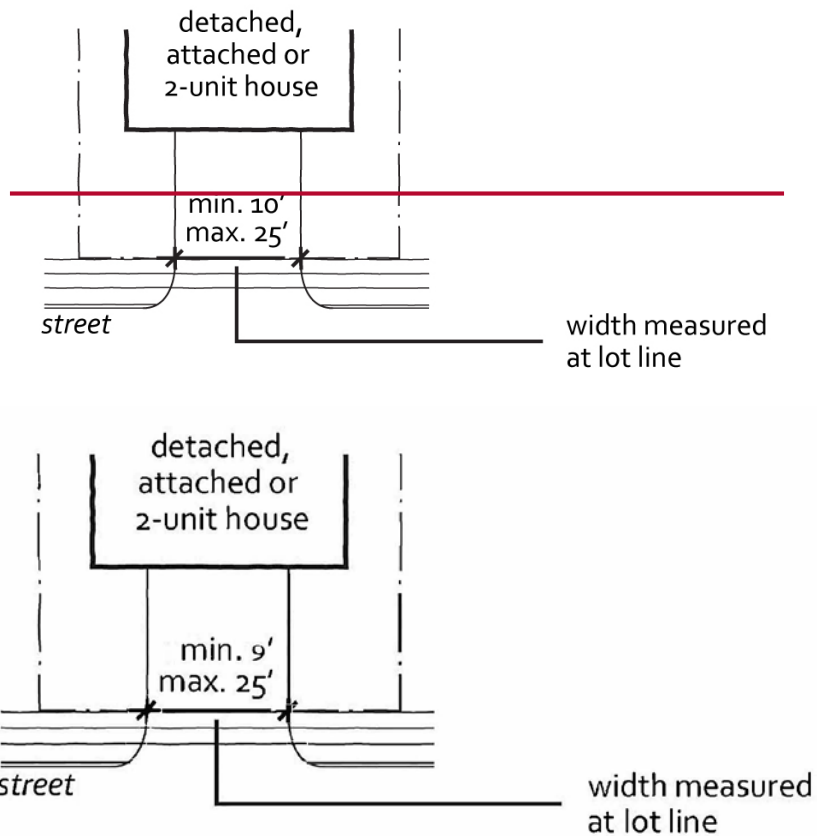 detached,
attached or
2-unit house
min. 10'
max. 25'
street
width measured
at lot line
detached,
attached or
2-unit house
min. 9'
max. 25'
street
width measured
at lot line